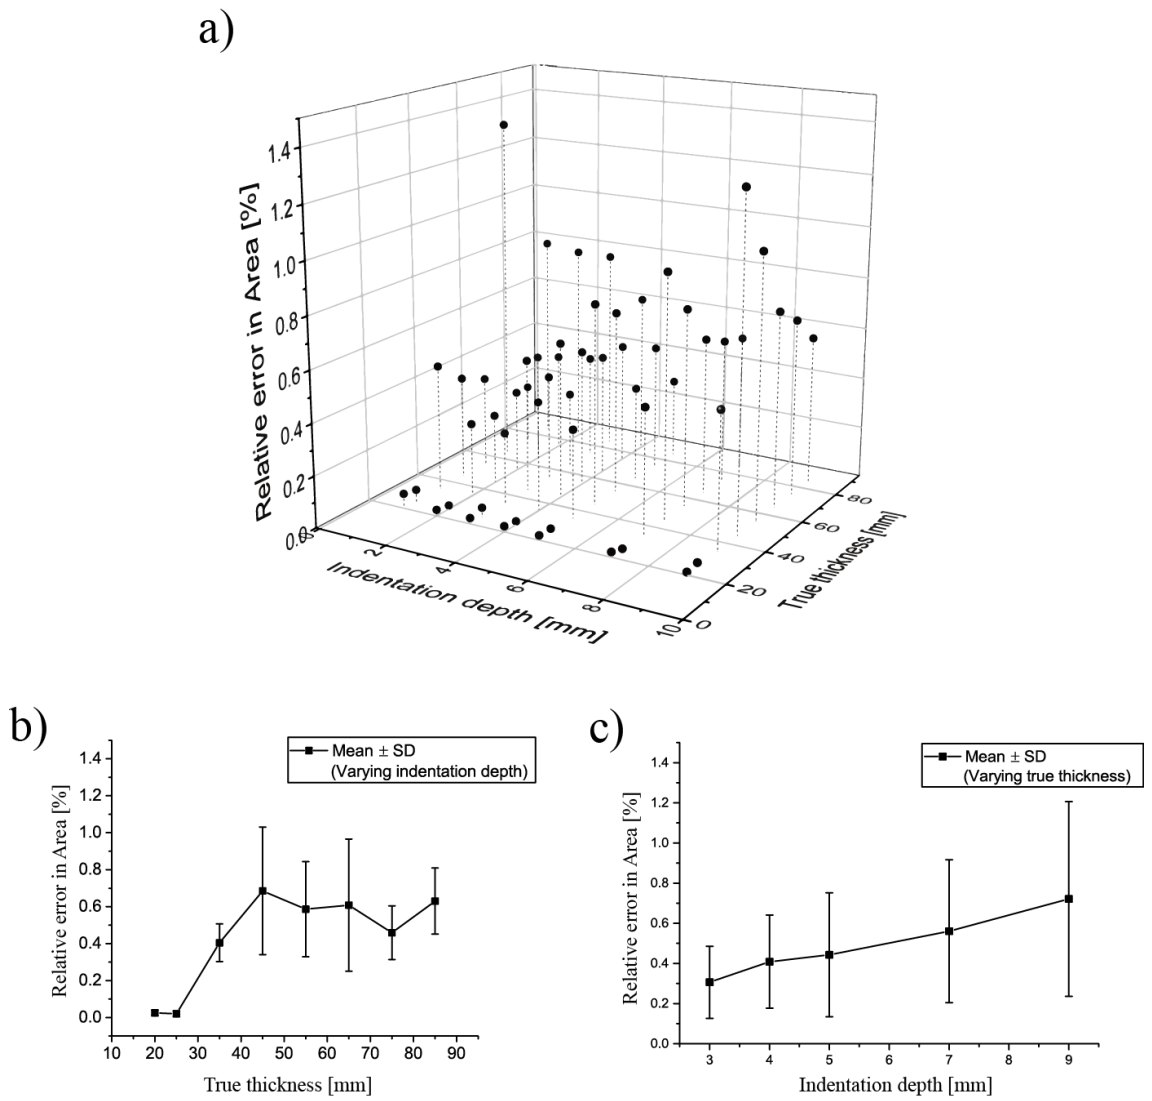 a)
Relative error in Area [%]
1.4
1.2
1.0
0.8
0.6
0.4
0.2
0.0
0
2
4
6
8
10
Indentation depth [mm]
0
20
40
60
80
True thickness [mm]
b)
Mean ± SD
(Varying indentation depth)
Relative error in Area [%]
1.4
1.2
1.0
0.8
0.6
0.4
0.2
0.0
10 20 30 40 50 60 70 80 90
True thickness [mm]
c)
Mean ± SD
(Varying true thickness)
Relative error in Area [%]
1.4
1.2
1.0
0.8
0.6
0.4
0.2
0.0
3 4 5 7 8 9
Indentation depth [mm]